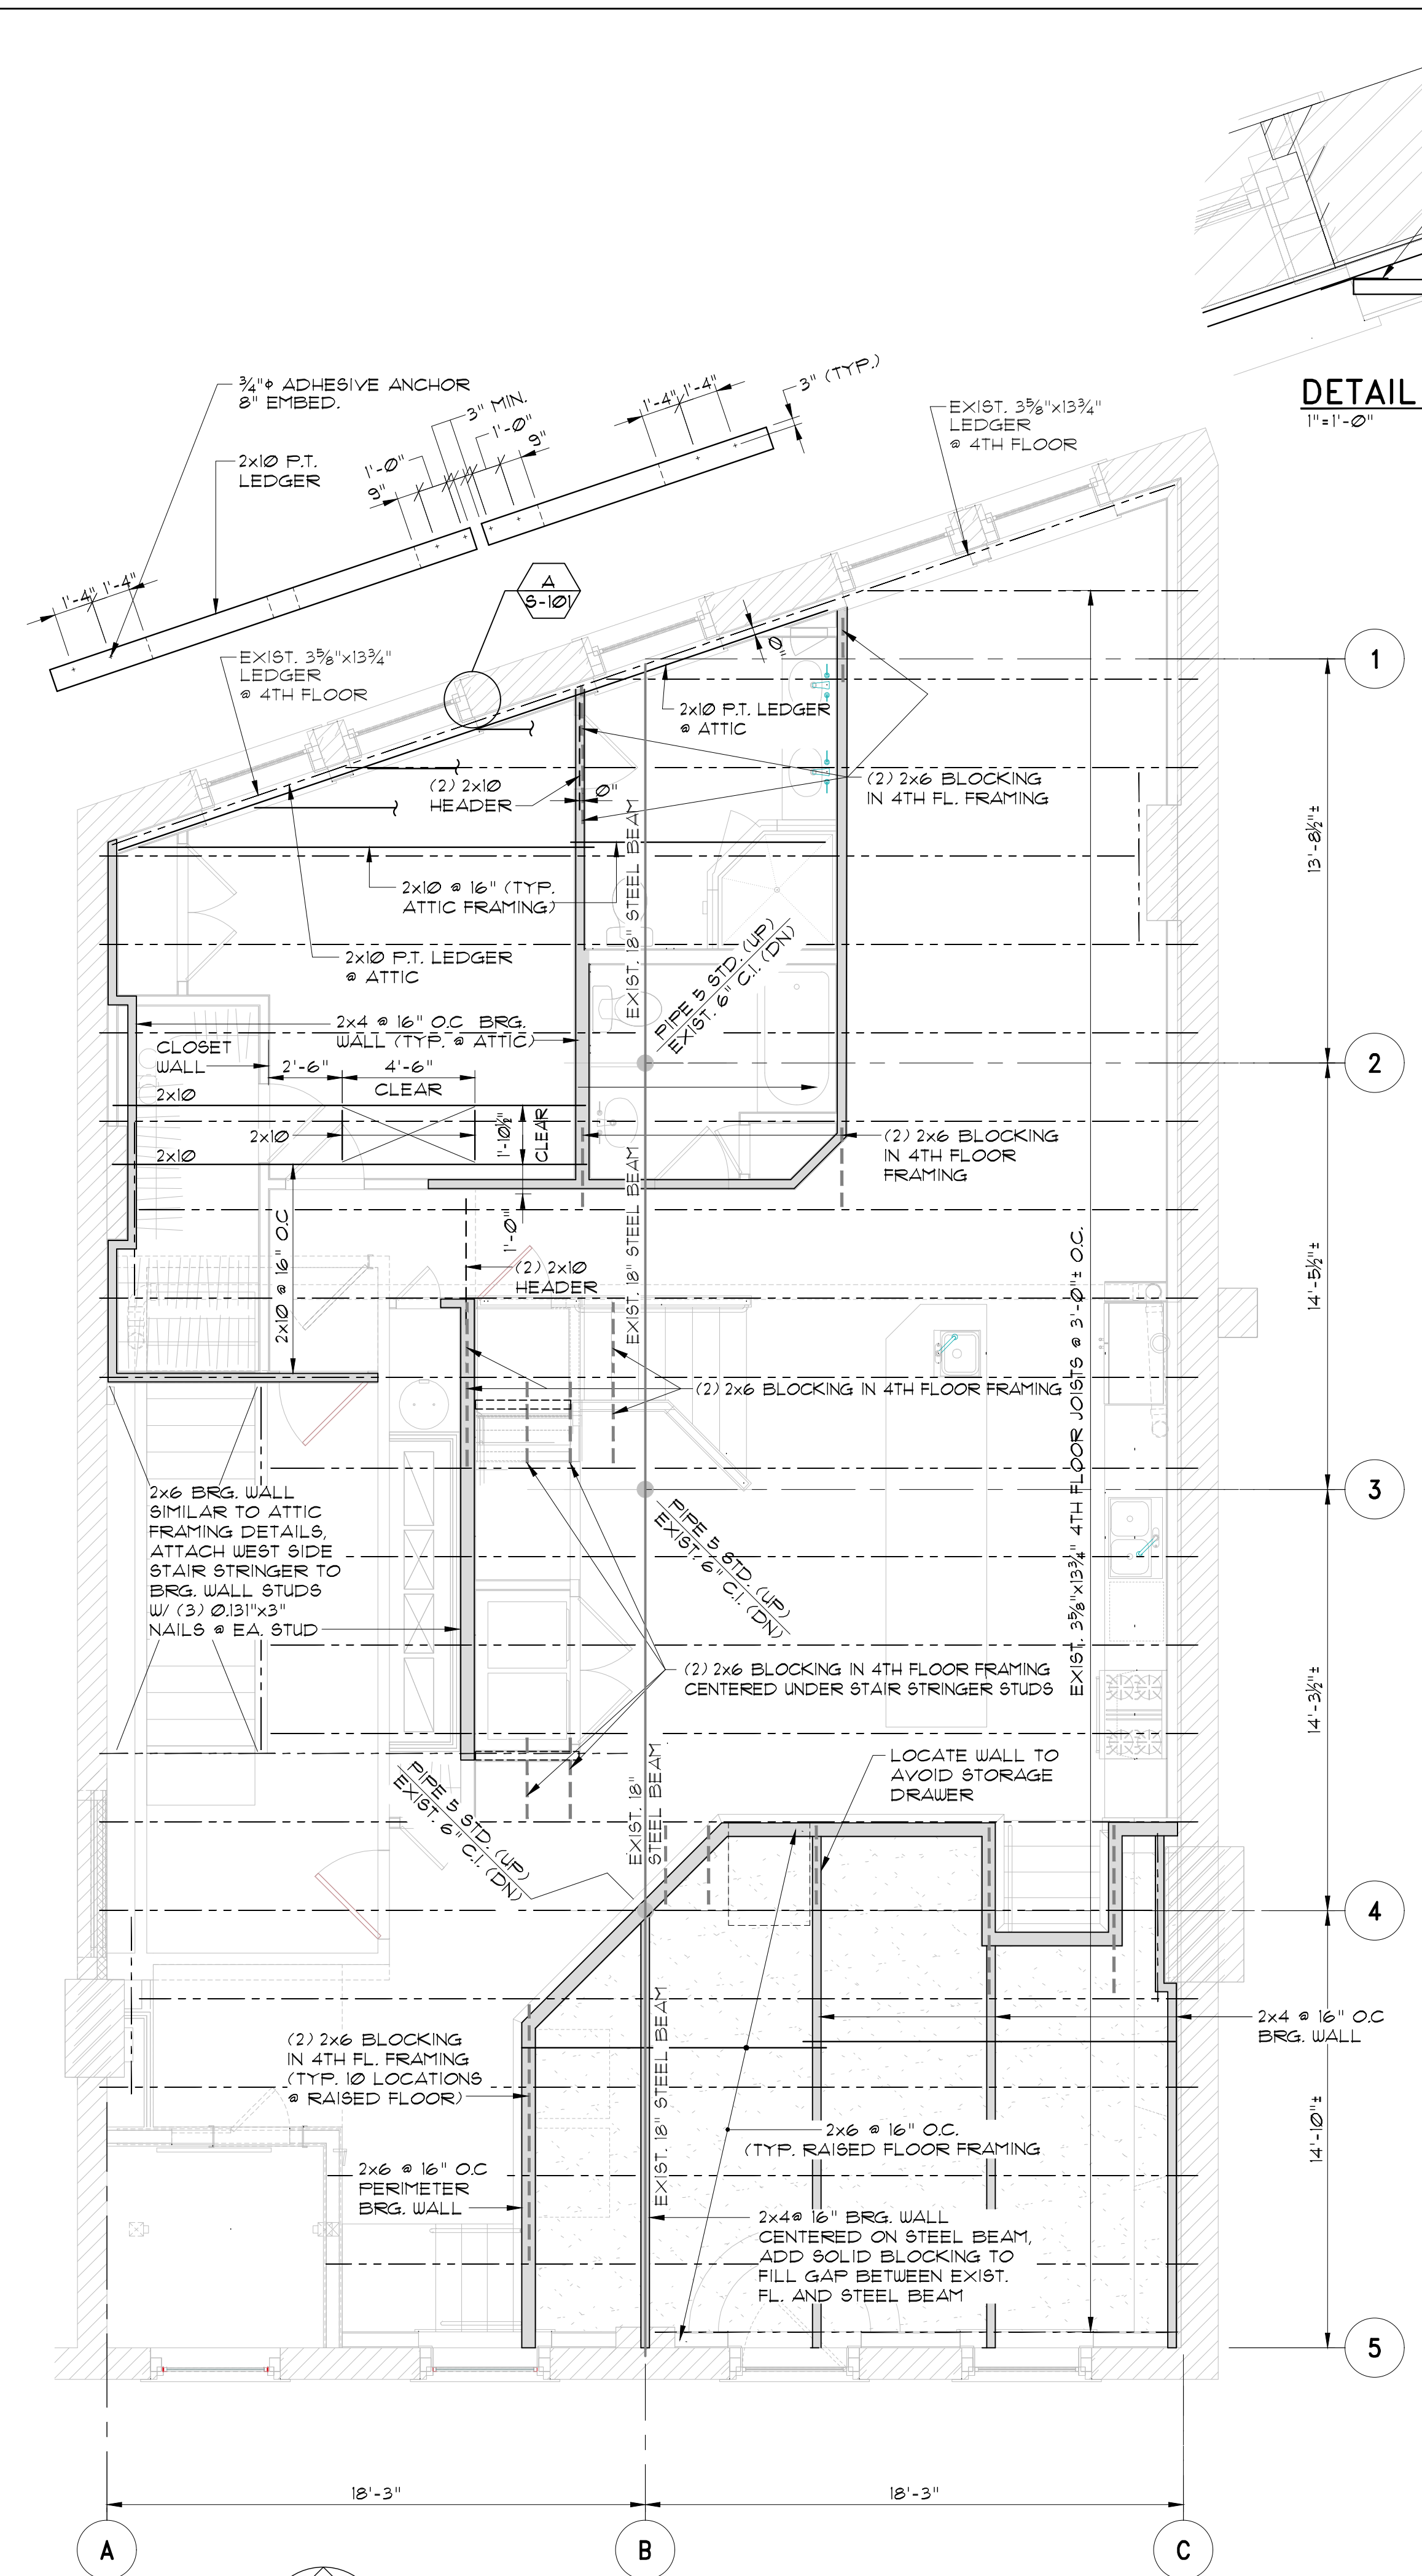 DETAIL
1"=1'-0"
¾"ϕ ADHESIVE ANCHOR
8" EMBED.
2x10 P.T.
LEDGER
1'-4"
1'-4"
9"
1'-0"
3" MIN.
1'-0"
9"
1'-4"
1'-4"
3" (TYP.)
EXIST. 3⅝"x13¾"
LEDGER
@ 4TH FLOOR
A
S-101
EXIST. 3⅝"x13¾"
LEDGER
@ 4TH FLOOR
0"
1
2x10 P.T. LEDGER
@ ATTIC
(2) 2x10
HEADER
0"
(2) 2x6 BLOCKING
IN 4TH FL. FRAMING
EXIST. 18" STEEL BEAM
13'-8½"±
2x10 @ 16" (TYP.
ATTIC FRAMING)
2x10 P.T. LEDGER
@ ATTIC
PIPE 5 STD. (UP)
EXIST. 6" C.I. (DN)
2x4 @ 16" O.C BRG.
WALL (TYP. @ ATTIC)
CLOSET
WALL
2'-6"
4'-6"
CLEAR
2
2x10
2x10
2x10
1'-10½"
CLEAR
(2) 2x6 BLOCKING
IN 4TH FLOOR
FRAMING
EXIST. 18" STEEL BEAM
2x10 @ 16" O.C
1'-0"
(2) 2x10
HEADER
14'-5½"±
(2) 2x6 BLOCKING IN 4TH FLOOR FRAMING
EXIST. 3⅝"x13¾" 4TH FLOOR JOISTS @ 3'-0"± O.C.
3
2x6 BRG. WALL
SIMILAR TO ATTIC
FRAMING DETAILS,
ATTACH WEST SIDE
STAIR STRINGER TO
BRG. WALL STUDS
W/ (3) 0.131"x3"
NAILS @ EA. STUD
PIPE 5 STD. (UP)
EXIST. 6" C.I. (DN)
(2) 2x6 BLOCKING IN 4TH FLOOR FRAMING
CENTERED UNDER STAIR STRINGER STUDS
14'-3½"±
LOCATE WALL TO
AVOID STORAGE
DRAWER
PIPE 5 STD. (UP)
EXIST. 6" C.I. (DN)
EXIST. 18"
STEEL BEAM
4
2x4 @ 16" O.C
BRG. WALL
(2) 2x6 BLOCKING
IN 4TH FL. FRAMING
(TYP. 10 LOCATIONS
@ RAISED FLOOR)
EXIST. 18" STEEL BEAM
2x6 @ 16" O.C.
(TYP. RAISED FLOOR FRAMING
14'-10"±
2x6 @ 16" O.C
PERIMETER
BRG. WALL
2x4@ 16" BRG. WALL
CENTERED ON STEEL BEAM,
ADD SOLID BLOCKING TO
FILL GAP BETWEEN EXIST.
FL. AND STEEL BEAM
5
18'-3"
18'-3"
A
B
C